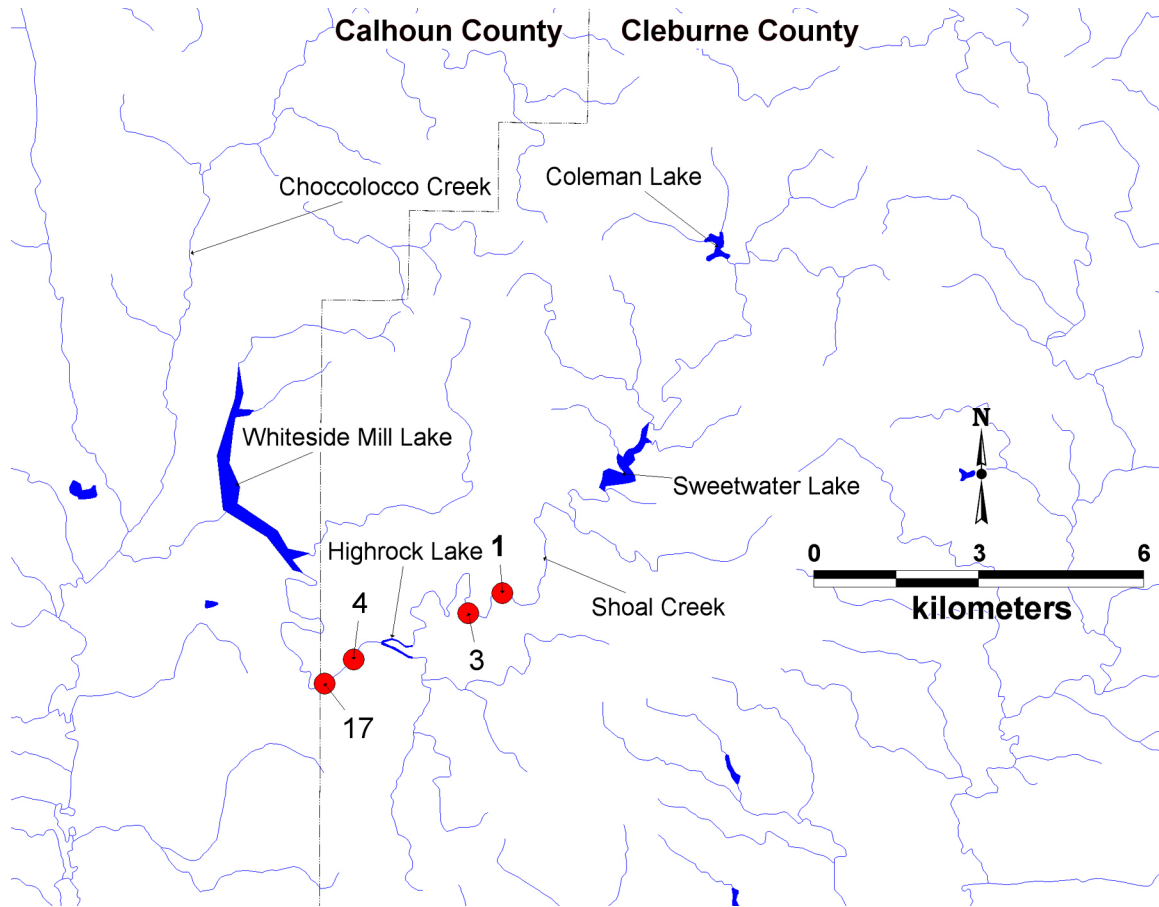 Calhoun County
Cleburne County
Choccolocco Creek
Coleman Lake
N
Whiteside Mill Lake
Sweetwater Lake
Highrock Lake
1
0 3 6
kilometers
Shoal Creek
4
3
17